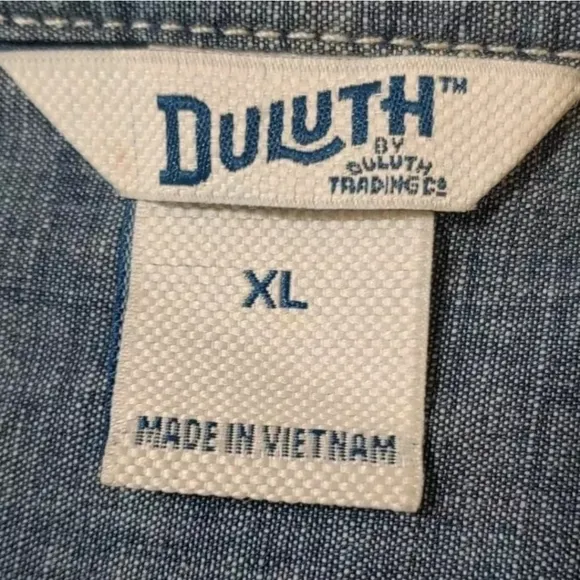 DULUTH™
BY
DULUTH
TRADING Co
XL
MADE IN VIETNAM